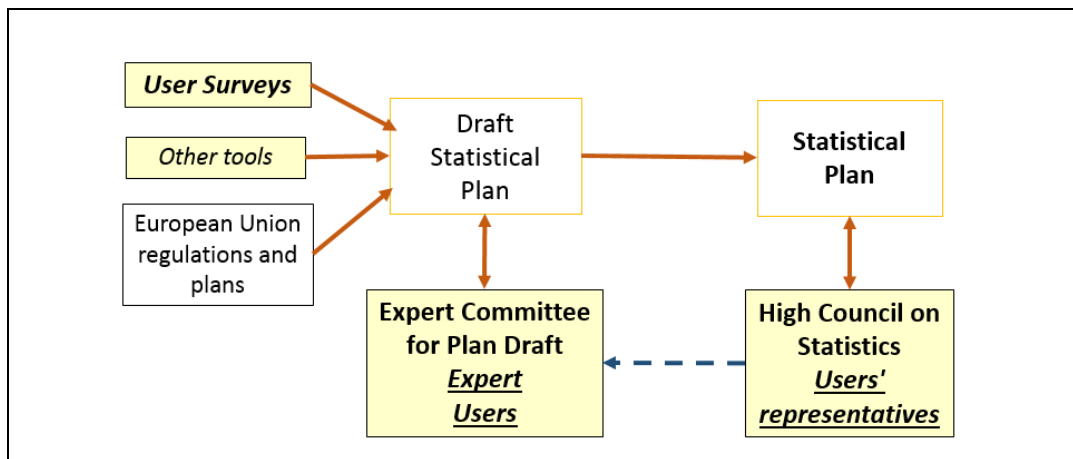 User Surveys
Other tools
European Union
regulations and
plans
Draft
Statistical
Plan
Statistical
Plan
Expert Committee
for Plan Draft
Expert
Users
High Council on
Statistics
Users'
representatives